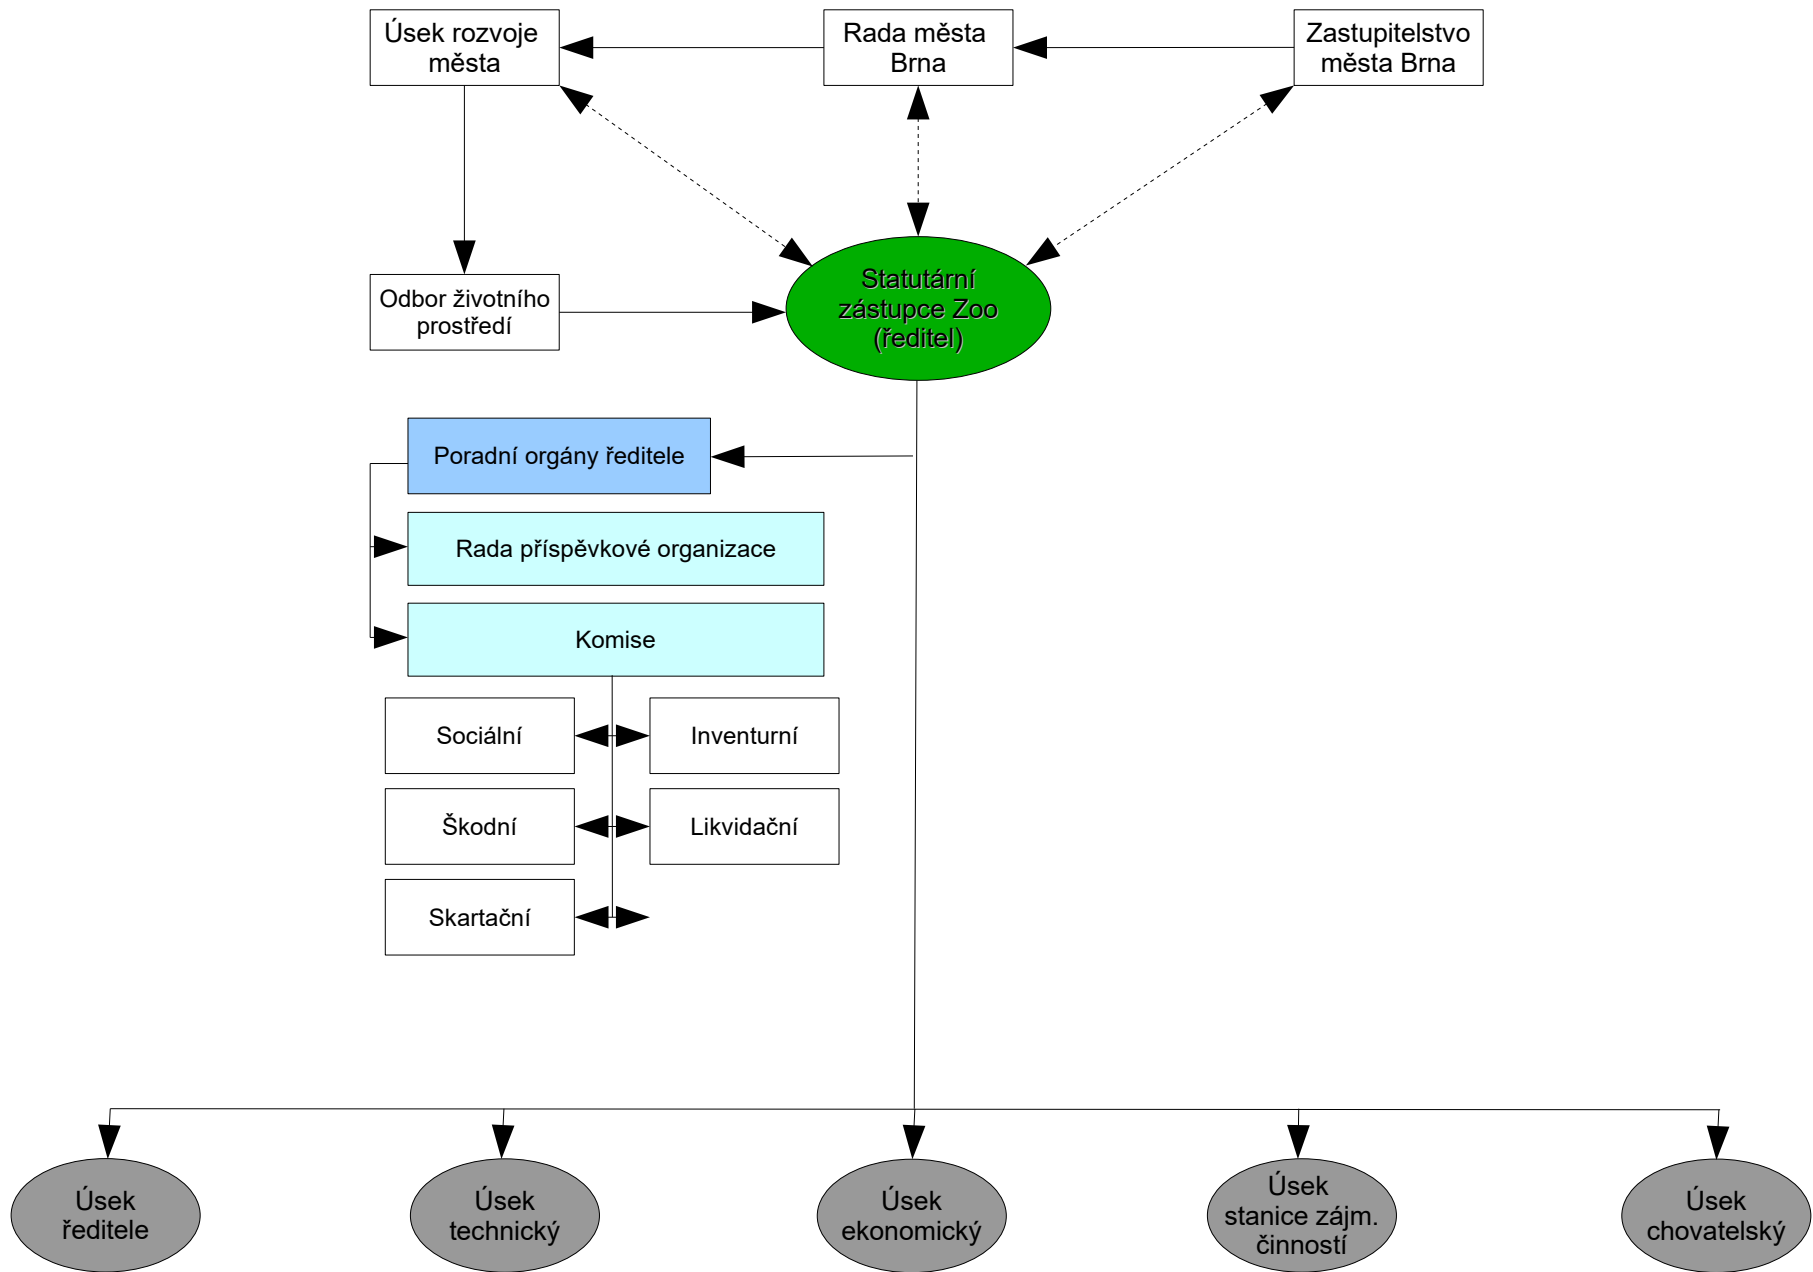 Úsek rozvoje
města
Rada města
Brna
Zastupitelstvo
města Brna
Odbor životního
prostředí
Statutární
zástupce Zoo
(ředitel)
Poradní orgány ředitele
Rada příspěvkové organizace
Komise
Sociální
Inventurní
Škodní
Likvidační
Skartační
Úsek
ředitele
Úsek
technický
Úsek
ekonomický
Úsek
stanice zájm.
činností
Úsek
chovatelský